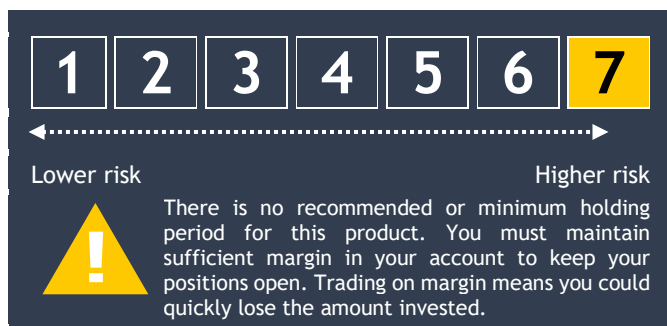 1 2 3 4 5 6 7
Lower risk Higher risk
There is no recommended or minimum holding
period for this product. You must maintain
sufficient margin in your account to keep your
positions open. Trading on margin means you could
quickly lose the amount invested.